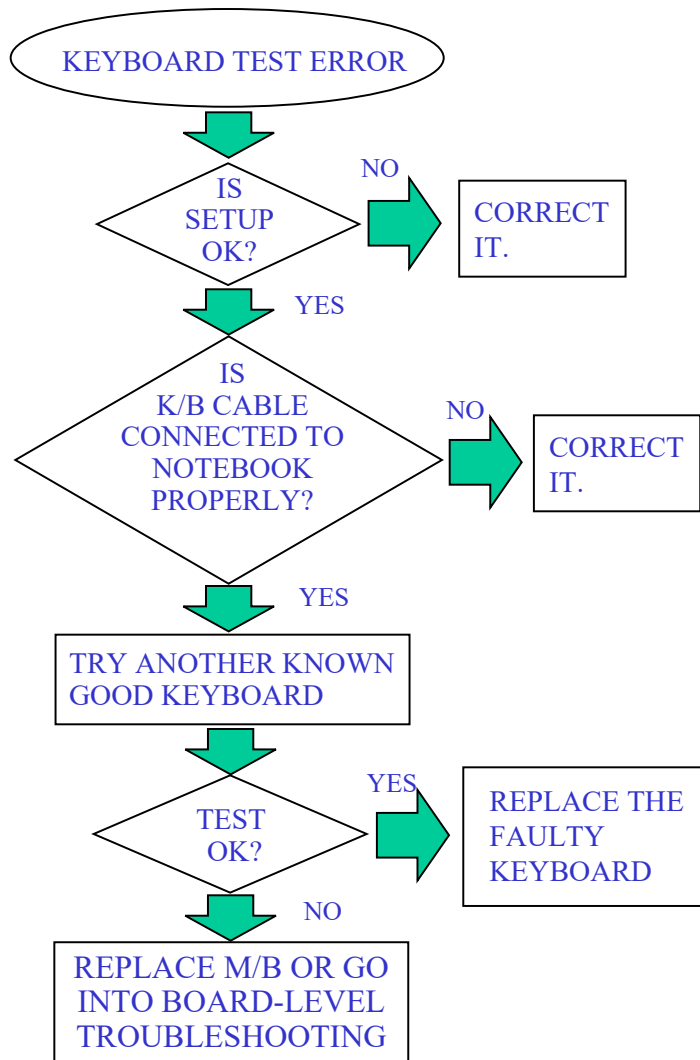 KEYBOARD TEST ERROR
IS
SETUP
OK?
NO
CORRECT
IT.
YES
IS
K/B CABLE
CONNECTED TO
NOTEBOOK
PROPERLY?
NO
CORRECT
IT.
YES
TRY ANOTHER KNOWN
GOOD KEYBOARD
TEST
OK?
YES
REPLACE THE
FAULTY
KEYBOARD
NO
REPLACE M/B OR GO
INTO BOARD-LEVEL
TROUBLESHOOTING